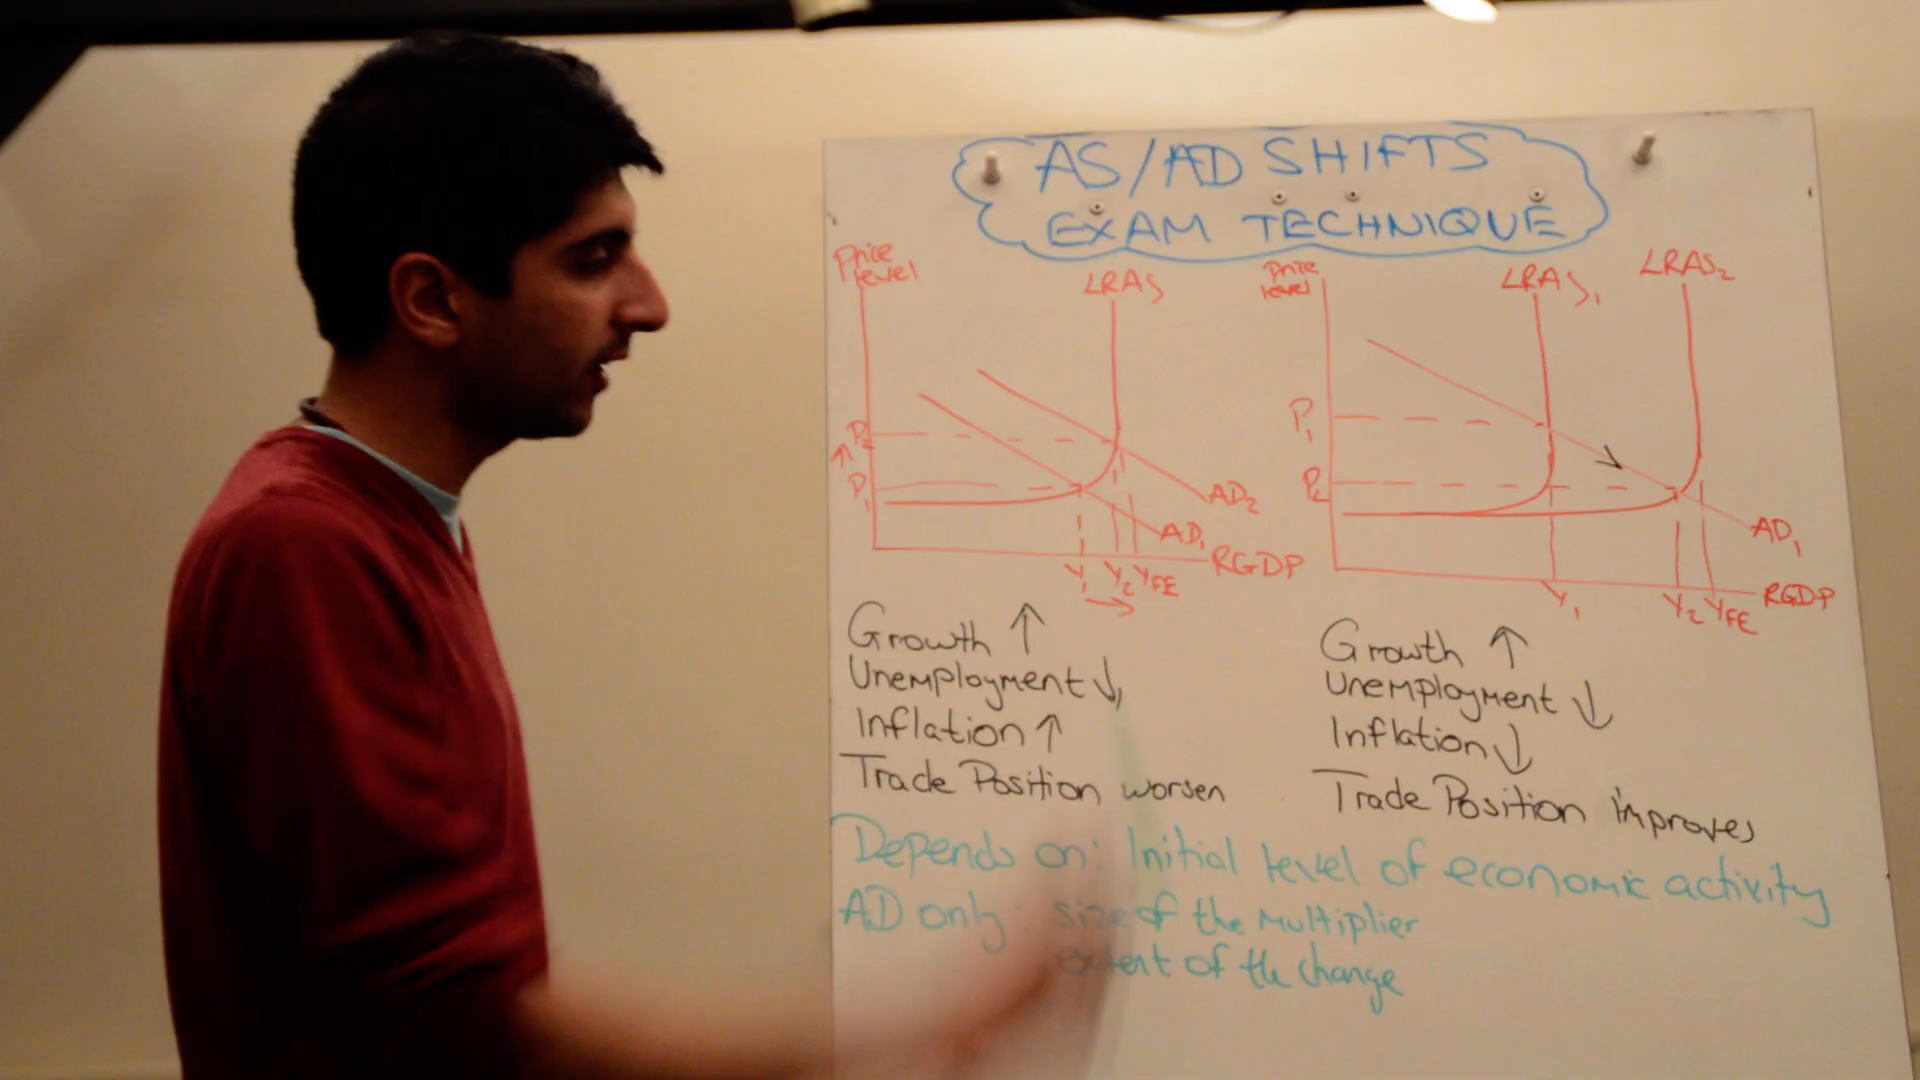 AS/AD SHIFTS
EXAM TECHNIQUE
Price level
LRAS
P2
P1
AD2
AD1
RGDP
Y1 Y2 YFE
Price level
LRAS1
LRAS2
P1
P2
AD1
RGDP
Y1 Y2 YFE
Growth ↑
Unemployment ↓
Inflation ↑
Trade Position worsen
Growth ↑
Unemployment ↓
Inflation ↓
Trade Position improves
Depends on: Initial level of economic activity
AD only: size of the multiplier
extent of the change